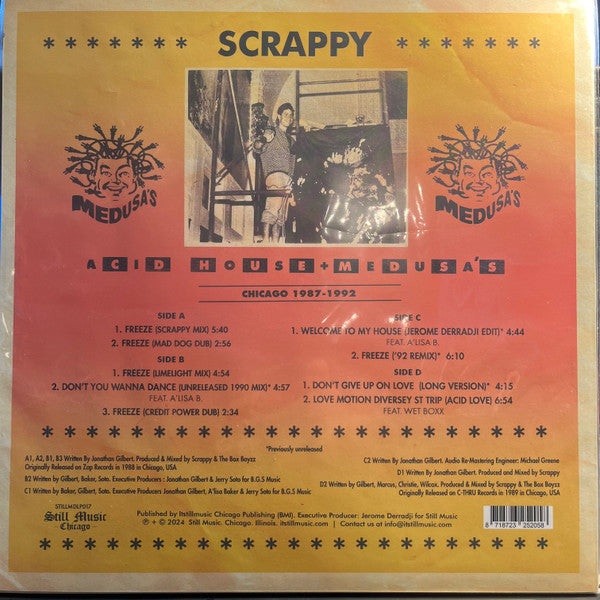 * * * * * * * SCRAPPY * * * * * * *
MEDUSA'S
MEDUSA'S
ACID HOUSE+MEDUSA'S
CHICAGO 1987-1992
SIDE A
1. FREEZE (SCRAPPY MIX) 5:40
2. FREEZE (MAD DOG DUB) 2:56
SIDE B
1. FREEZE (LIMELIGHT MIX) 4:54
2. DON'T YOU WANNA DANCE (UNRELEASED 1990 MIX)* 4:57
FEAT. A'LISA B.
3. FREEZE (CREDIT POWER DUB) 2:34
SIDE C
1. WELCOME TO MY HOUSE (JEROME DERRADJI EDIT)* 4:44
FEAT. A'LISA B.
2. FREEZE ('92 REMIX)* 6:10
SIDE D
1. DON'T GIVE UP ON LOVE (LONG VERSION)* 4:15
2. LOVE MOTION DIVERSEY ST TRIP (ACID LOVE) 6:54
FEAT. WET BOXX
*Previously unreleased
A1, A2, B1, B3 Written By Jonathan Gilbert, Produced & Mixed by Scrappy & The Box Boyzz
Originally Released on Zap Records in 1988 in Chicago, USA
B2 Written by Gilbert, Baker, Soto. Executive Producers : Jonathan Gilbert & Jerry Soto for B.G.S Music
C1 Written by Baker, Gilbert, Soto. Executive Producers Jonathan Gilbert, A'lisa Baker & Jerry Soto for B.G.S Music
C2 Written By Jonathan Gilbert. Audio Re-Mastering Engineer: Michael Greene
D1 Written By Jonathan Gilbert. Produced and Mixed by Scrappy
D2 Written by Gilbert, Marcus, Christie, Wilcox, Produced & Mixed by Scrappy & The Box Boyzz
Originally Released on C-THRU Records in 1989 in Chicago, USA
STILLMDLP017
Still Music
Chicago
Published by Itstillmusic Chicago Publishing (BMI). Executive Producer: Jerome Derradji for Still Music
℗ + © 2024 Still Music. Chicago. Illinois. itstillmusic.com | Contact us at info@itstillmusic.com
8 718723 252058